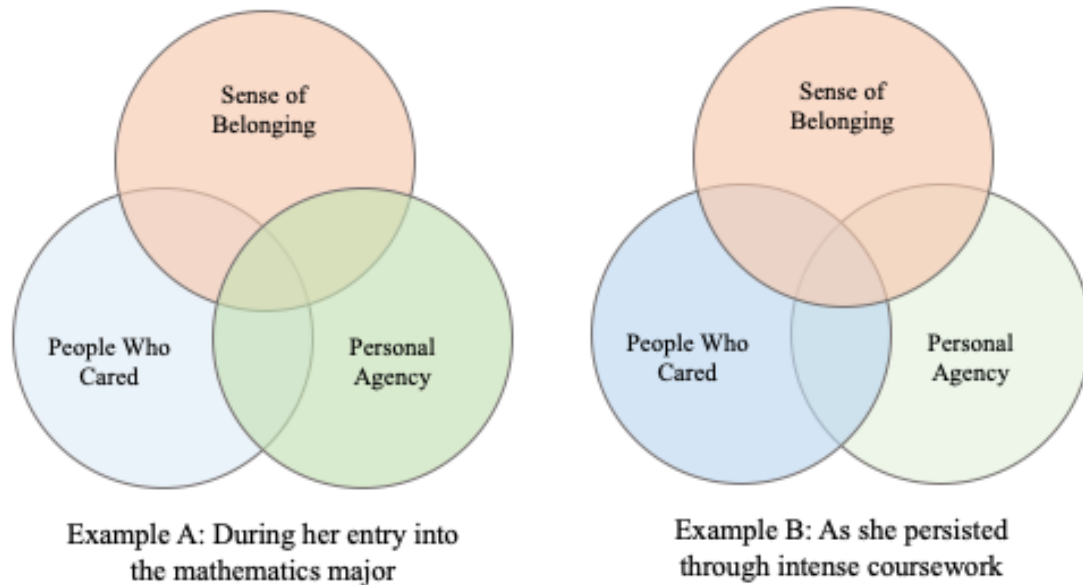 Sense of
Belonging
People Who
Cared
Personal
Agency
Example A: During her entry into
the mathematics major
Sense of
Belonging
People Who
Cared
Personal
Agency
Example B: As she persisted
through intense coursework